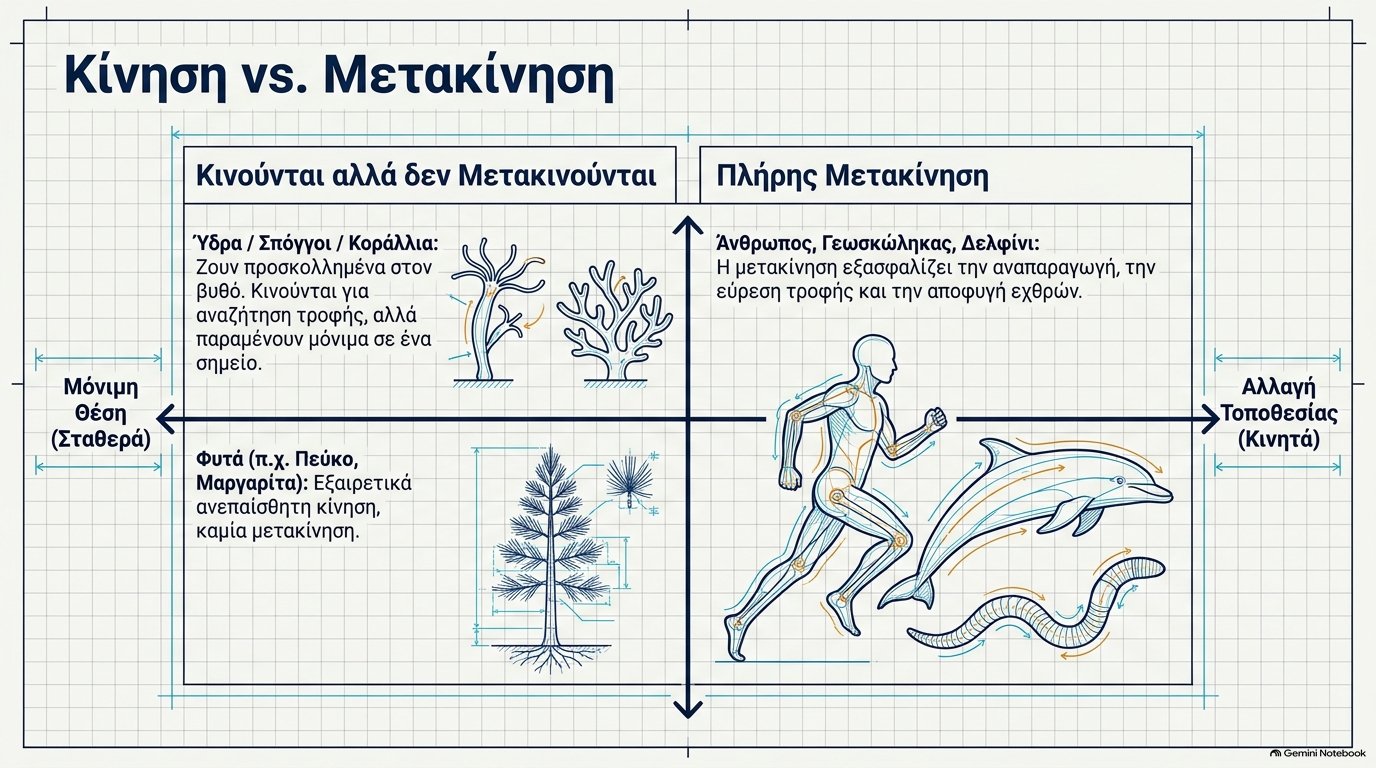 Κίνηση vs. Μετακίνηση
Κινούνται αλλά δεν Μετακινούνται
Πλήρης Μετακίνηση
Ύδρα / Σπόγγοι / Κοράλλια:
Ζουν προσκολλημένα στον
βυθό. Κινούνται για
αναζήτηση τροφής, αλλά
παραμένουν μόνιμα σε ένα
σημείο.
Άνθρωπος, Γεωσκώληκας, Δελφίνι:
Η μετακίνηση εξασφαλίζει την αναπαραγωγή, την
εύρεση τροφής και την αποφυγή εχθρών.
Μόνιμη
Θέση
(Σταθερά)
Αλλαγή
Τοποθεσίας
(Κινητά)
Φυτά (π.χ. Πεύκο,
Μαργαρίτα): Εξαιρετικά
ανεπαίσθητη κίνηση,
καμία μετακίνηση.
Gemini Notebook